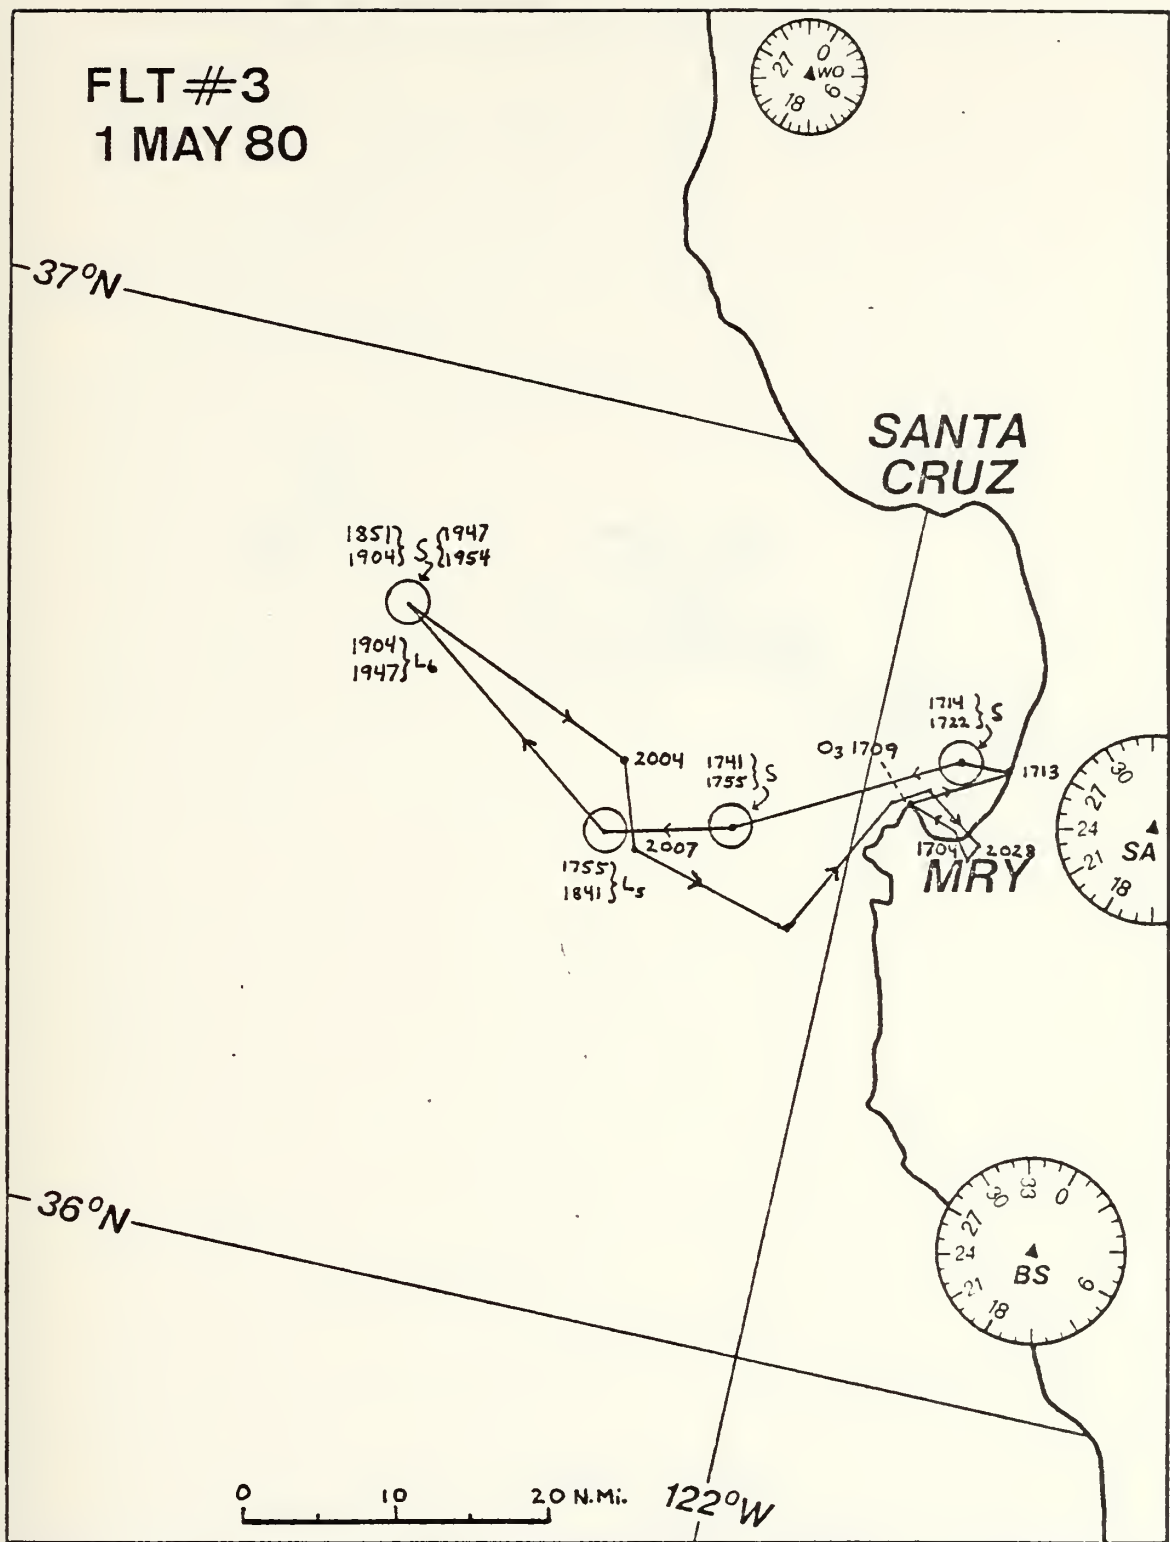 FLT #3
1 MAY 80
0
WO
27
18
6
37°N
SANTA
CRUZ
1851} S {1947
1904} {1954
1904} L6
1947}
1714} S
1722}
O3 1709
1713
2004
1741} S
1755}
2007
1755} L5
1841}
1704
2028
MRY
30
27
24
21
18
SA
36°N
33
0
30
27
24
21
18
6
BS
0 10 20 N.Mi.
122°W